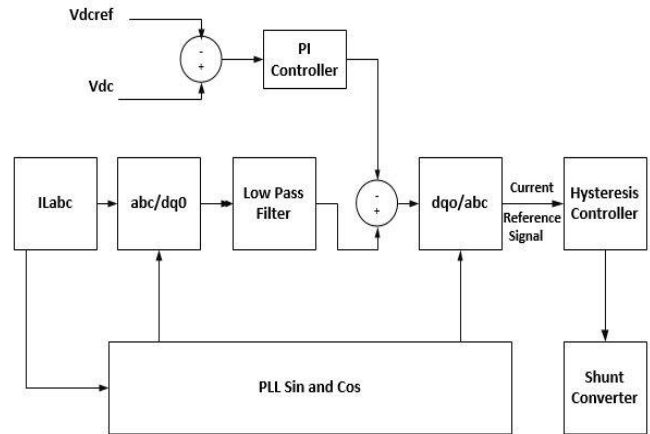 Vdcref
-
+
PI
Controller
Vdc
ILabc
abc/dq0
Low Pass
Filter
-
+
dqo/abc
Current
Reference
Signal
Hysteresis
Controller
PLL Sin and Cos
Shunt
Converter